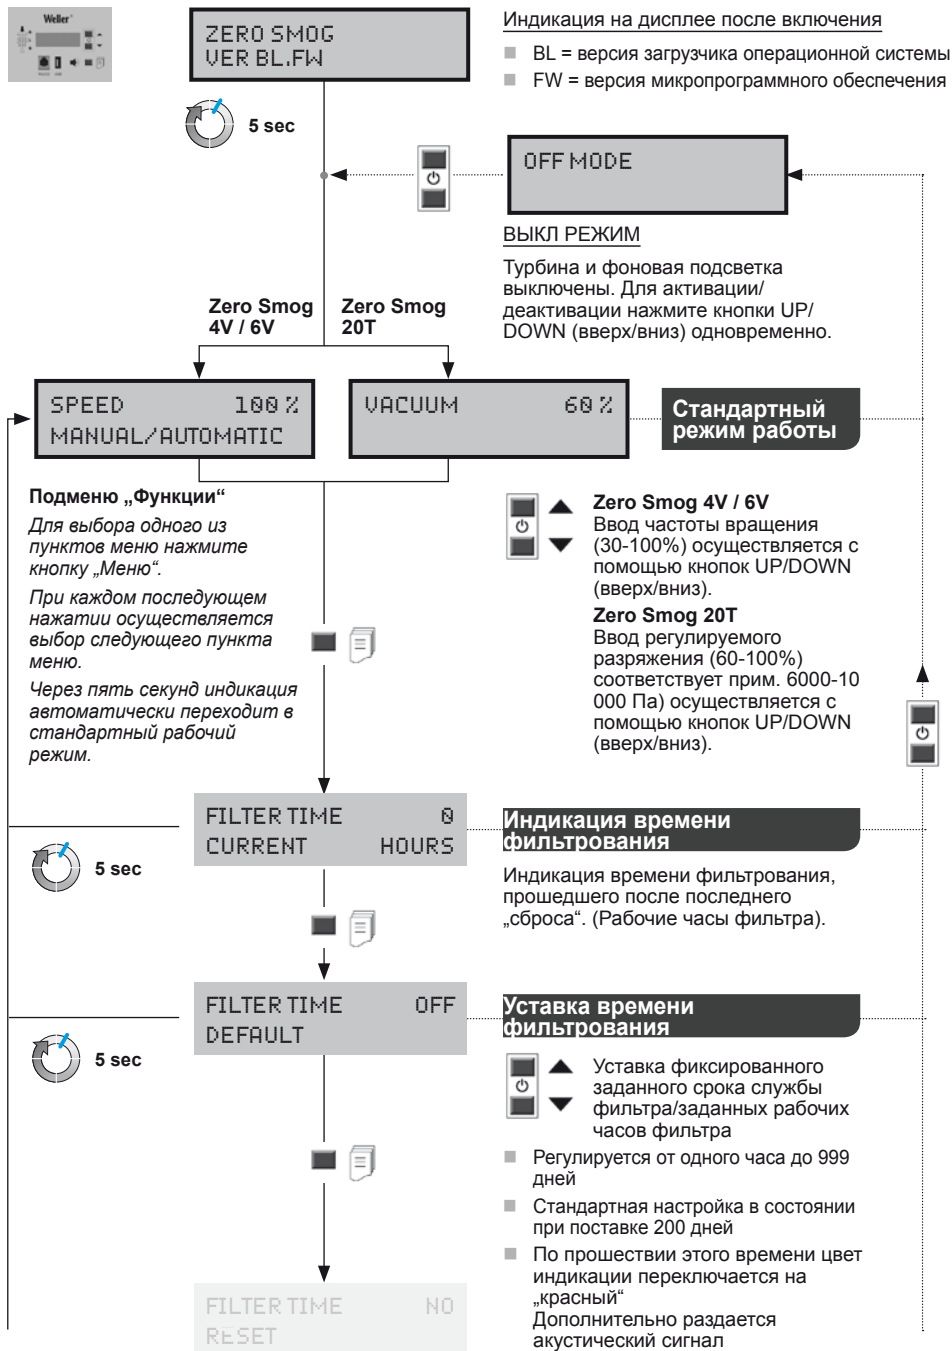 Weller
ZERO SMOG
VER BL.FW
Индикация на дисплее после включения
BL = версия загрузчика операционной системы
FW = версия микропрограммного обеспечения
5 sec
OFF MODE
ВЫКЛ РЕЖИМ
Турбина и фоновая подсветка
выключены. Для активации/
деактивации нажмите кнопки UP/
DOWN (вверх/вниз) одновременно.
Zero Smog
4V / 6V
Zero Smog
20T
SPEED 100 %
MANUAL/AUTOMATIC
VACUUM 60 %
Стандартный
режим работы
Подменю „Функции“
Для выбора одного из
пунктов меню нажмите
кнопку „Меню“.
При каждом последующем
нажатии осуществляется
выбор следующего пункта
меню.
Через пять секунд индикация
автоматически переходит в
стандартный рабочий
режим.
Zero Smog 4V / 6V
Ввод частоты вращения
(30-100%) осуществляется с
помощью кнопок UP/DOWN
(вверх/вниз).
Zero Smog 20T
Ввод регулируемого
разряжения (60-100%)
соответствует прим. 6000-10
000 Па) осуществляется с
помощью кнопок UP/DOWN
(вверх/вниз).
FILTER TIME 0
CURRENT HOURS
Индикация времени
фильтрования
5 sec
Индикация времени фильтрования,
прошедшего после последнего
„сброса“. (Рабочие часы фильтра).
FILTER TIME OFF
DEFAULT
Уставка времени
фильтрования
5 sec
Уставка фиксированного
заданного срока службы
фильтра/заданных рабочих
часов фильтра
Регулируется от одного часа до 999
дней
Стандартная настройка в состоянии
при поставке 200 дней
По прошествии этого времени цвет
индикации переключается на
„красный“
Дополнительно раздается
акустический сигнал
FILTER TIME NO
RESET